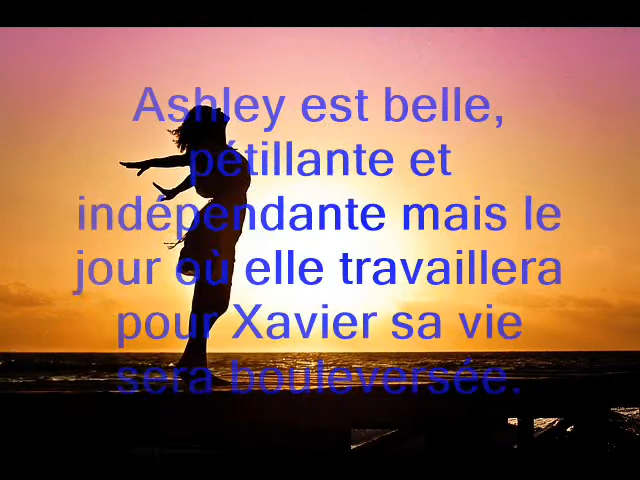 Ashley est belle,
pétillante et
indépendante mais le
jour où elle travaillera
pour Xavier sa vie
sera bouleversée.